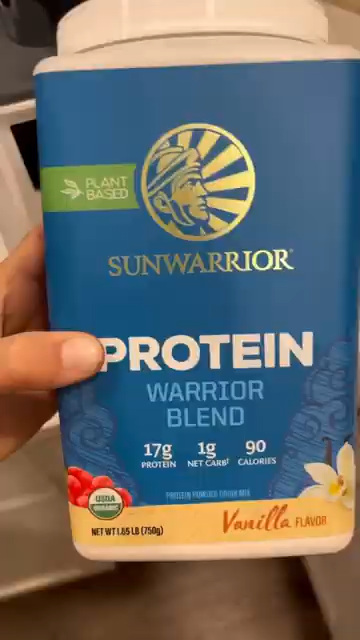 PLANT
BASED
SUNWARRIOR®
PROTEIN
WARRIOR
BLEND
17g 1g 90
PROTEIN NET CARB† CALORIES
PROTEIN POWDER DRINK MIX
USDA
ORGANIC
Vanilla FLAVOR
NET WT 1.65 LB (750g)